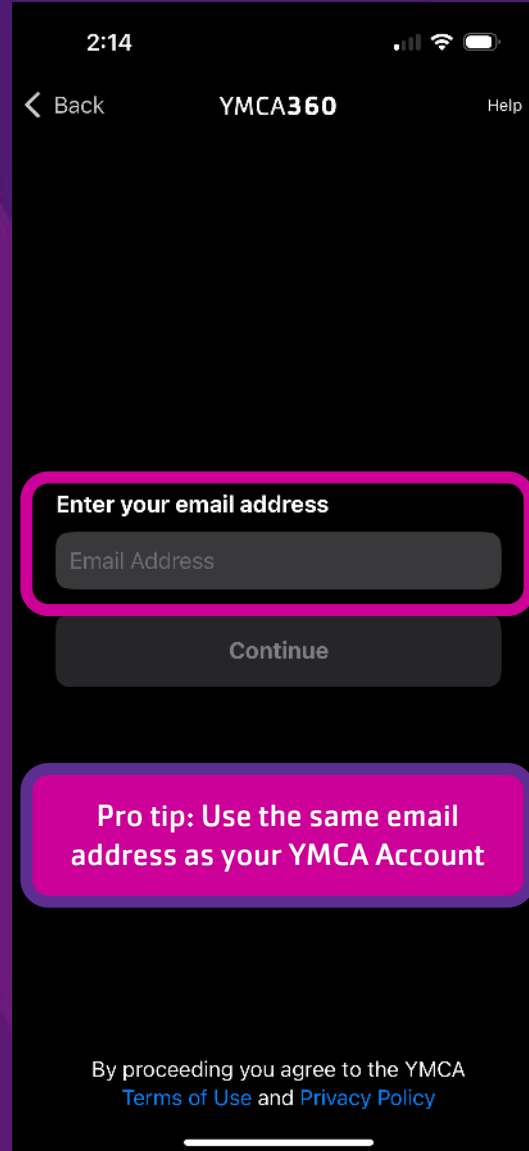 2:14
Back YMCA360 Help
Enter your email address
Email Address
Continue
Pro tip: Use the same email
address as your YMCA Account
By proceeding you agree to the YMCA
Terms of Use and Privacy Policy